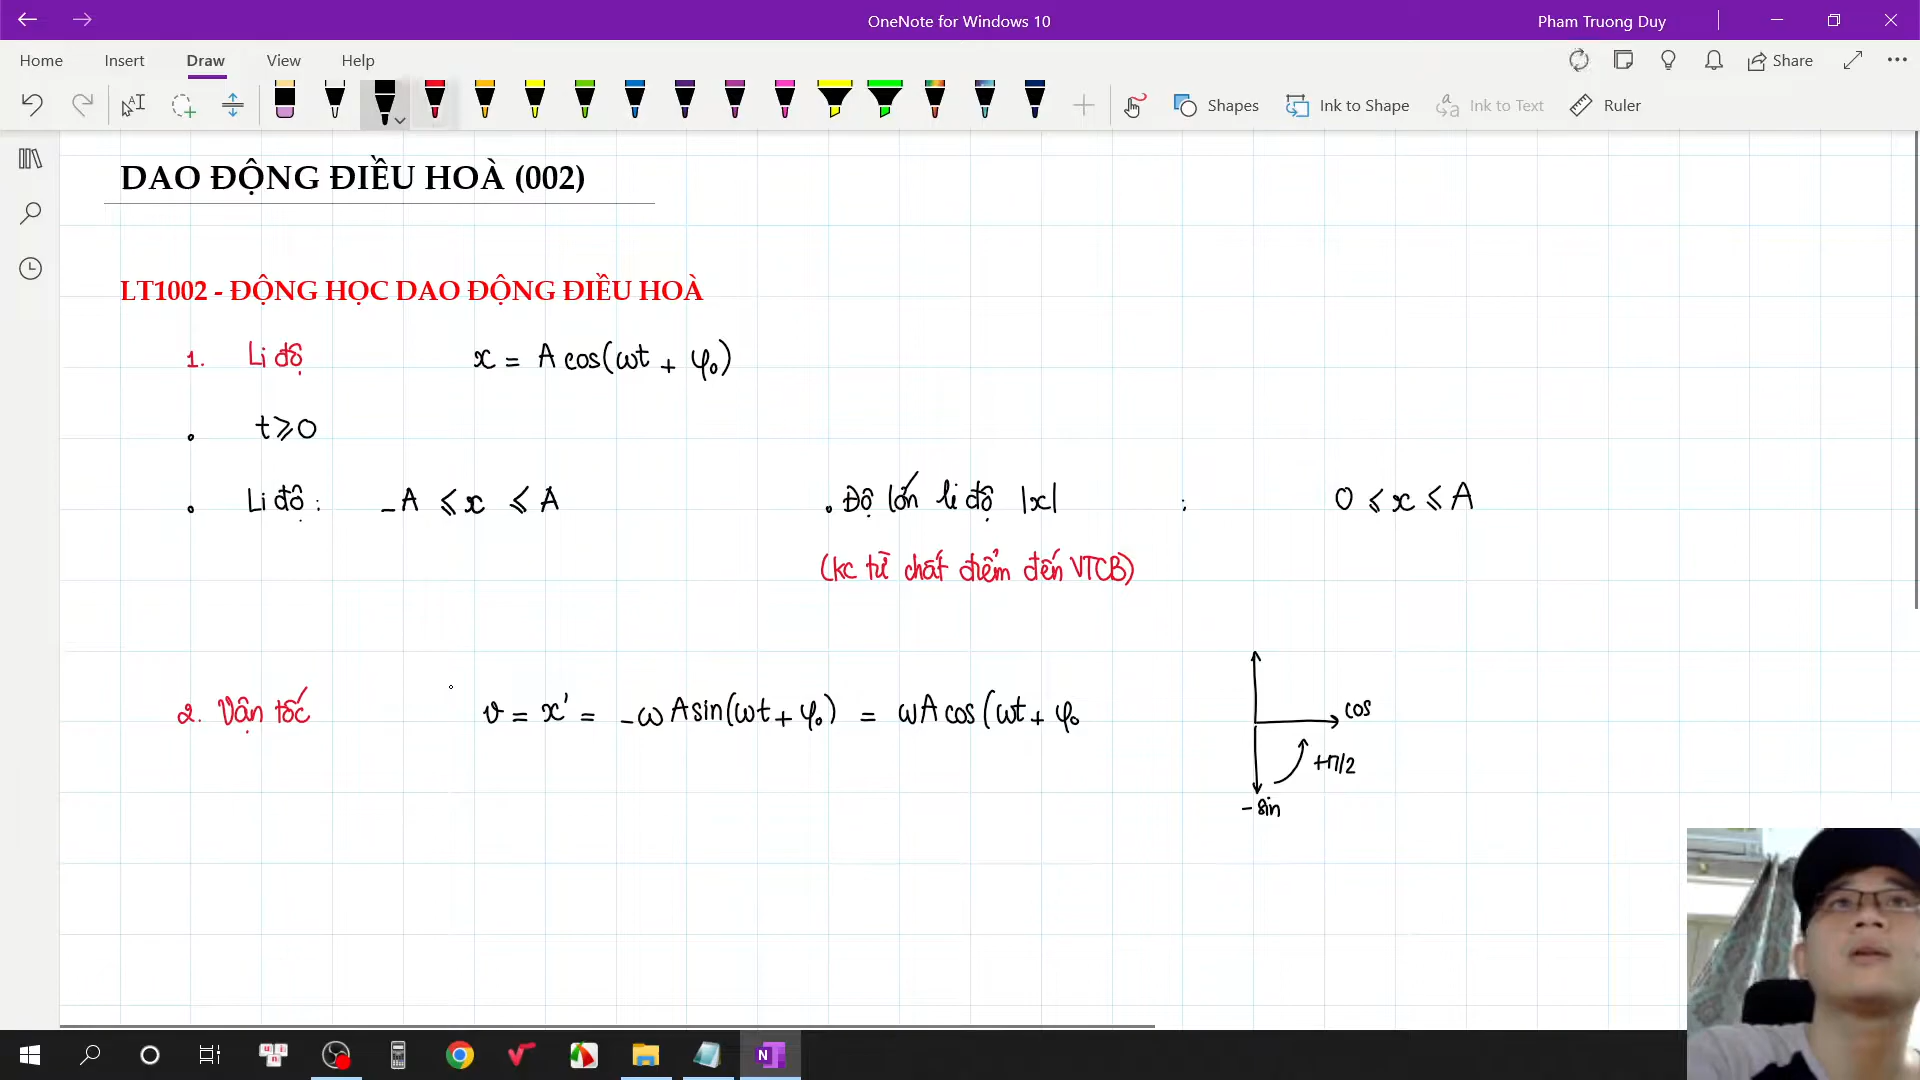 OneNote for Windows 10
Pham Truong Duy
Home Insert Draw View Help
Share
Shapes Ink to Shape Ink to Text Ruler
DAO ĐỘNG ĐIỀU HOÀ (002)
LT1002 - ĐỘNG HỌC DAO ĐỘNG ĐIỀU HOÀ
1. Li độ x = A cos(ωt + φ₀)
• t ⩾ 0
• Li độ : -A ⩽ x ⩽ A • Độ lớn li độ |x| : 0 ⩽ x ⩽ A
(kc từ chất điểm đến VTCB)
2. Vận tốc v = x' = -ωA sin(ωt + φ₀) = ωA cos(ωt + φ₀
cos
+π/2
- sin